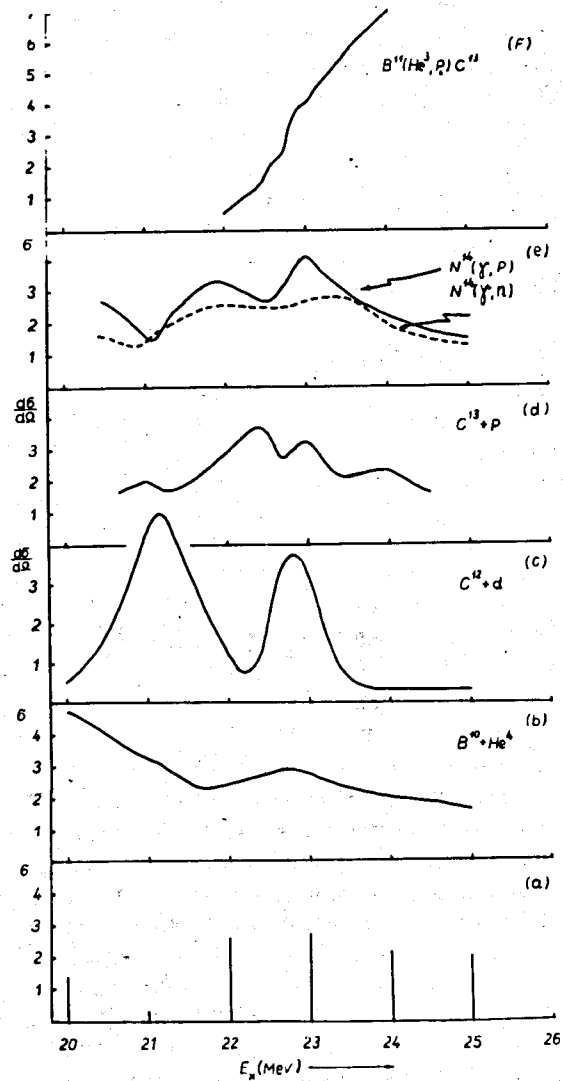 7
6
5
4
3
2
1
(F)
B¹¹(He³, P₀) C¹³
6
3
2
1
(e)
N¹⁴(γ, P)
N¹⁴(γ, n)
dσ
dΩ
3
2
1
(d)
C¹³+P
dσ
dΩ
3
2
1
(c)
C¹²+d
6
4
3
2
1
(b)
B¹⁰+He⁴
6
4
3
2
1
(a)
20 21 22 23 24 25 26
Eₓ(Mev)